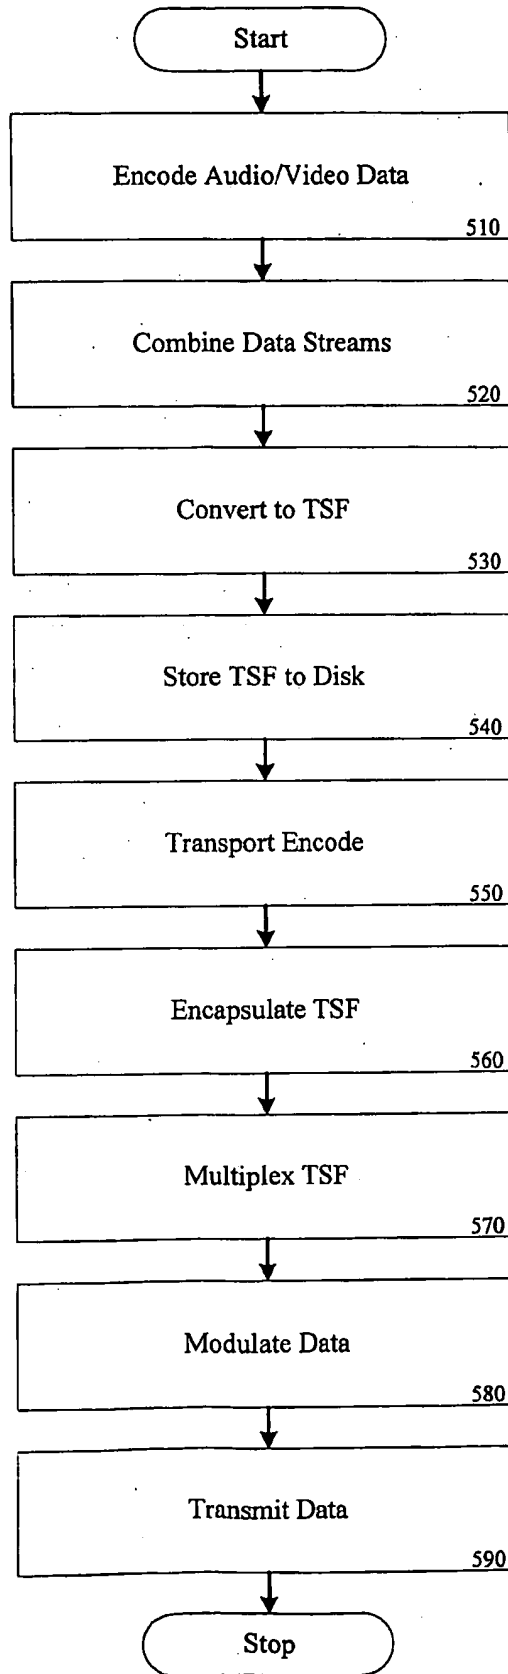 Start
Encode Audio/Video Data
510
Combine Data Streams
520
Convert to TSF
530
Store TSF to Disk
540
Transport Encode
550
Encapsulate TSF
560
Multiplex TSF
570
Modulate Data
580
Transmit Data
590
Stop